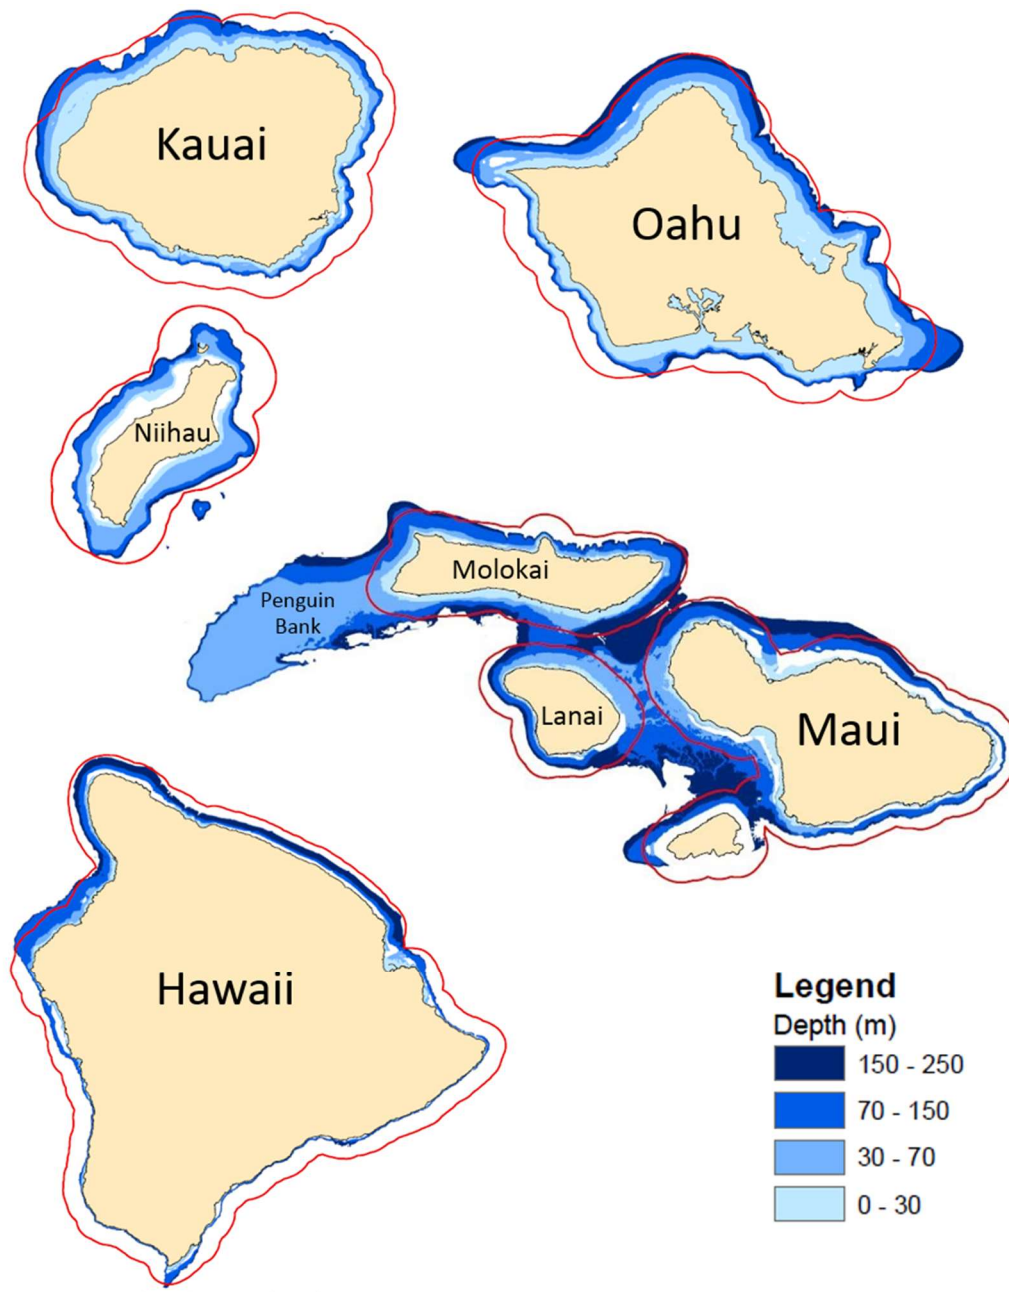 Kauai
Oahu
Niihau
Molokai
Penguin
Bank
Lanai
Maui
Hawaii
Legend
Depth (m)
150 - 250
70 - 150
30 - 70
0 - 30